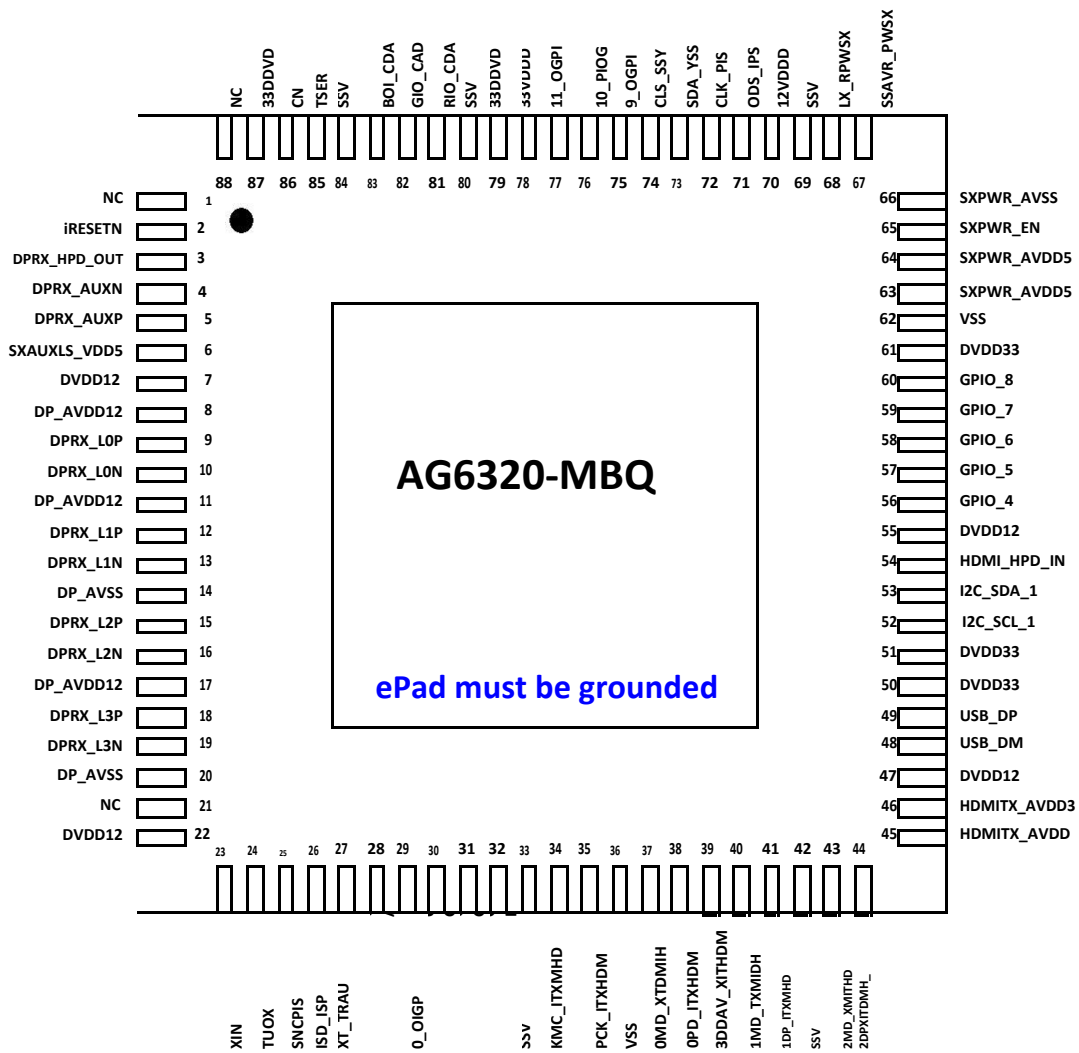 NC
33DDVD
CN
TSER
SSV
BOI_CDA
GIO_CAD
RIO_CDA
SSV
33DDVD
33VDDD
11_OGPI
10_PIOG
9_OGPI
CLS_SSY
SDA_YSS
CLK_PIS
ODS_IPS
12VDDD
SSV
LX_RPWSX
SSAVR_PWSX
88 87 86 85 84 83 82 81 80 79 78 77 76 75 74 73 72 71 70 69 68 67
NC 1
iRESETN 2
DPRX_HPD_OUT 3
DPRX_AUXN 4
DPRX_AUXP 5
SXAUXLS_VDD5 6
DVDD12 7
DP_AVDD12 8
DPRX_L0P 9
DPRX_L0N 10
DP_AVDD12 11
DPRX_L1P 12
DPRX_L1N 13
DP_AVSS 14
DPRX_L2P 15
DPRX_L2N 16
DP_AVDD12 17
DPRX_L3P 18
DPRX_L3N 19
DP_AVSS 20
NC 21
DVDD12 22
AG6320-MBQ
ePad must be grounded
66 SXPWR_AVSS
65 SXPWR_EN
64 SXPWR_AVDD5
63 SXPWR_AVDD5
62 VSS
61 DVDD33
60 GPIO_8
59 GPIO_7
58 GPIO_6
57 GPIO_5
56 GPIO_4
55 DVDD12
54 HDMI_HPD_IN
53 I2C_SDA_1
52 I2C_SCL_1
51 DVDD33
50 DVDD33
49 USB_DP
48 USB_DM
47 DVDD12
46 HDMITX_AVDD3
45 HDMITX_AVDD
23 24 25 26 27 28 29 30 31 32 33 34 35 36 37 38 39 40 41 42 43 44
XIN
TUOX
SNCPIS
ISD_ISP
XT_TRAU
0_OIGP
SSV
KMC_ITXMHD
PCK_ITXHDM
VSS
0MD_XTDMIH
0PD_ITXHDM
3DDAV_XITHDM
1MD_TXMIDH
1DP_ITXMHD
SSV
2MD_XMITHD
2DPXITDMH_